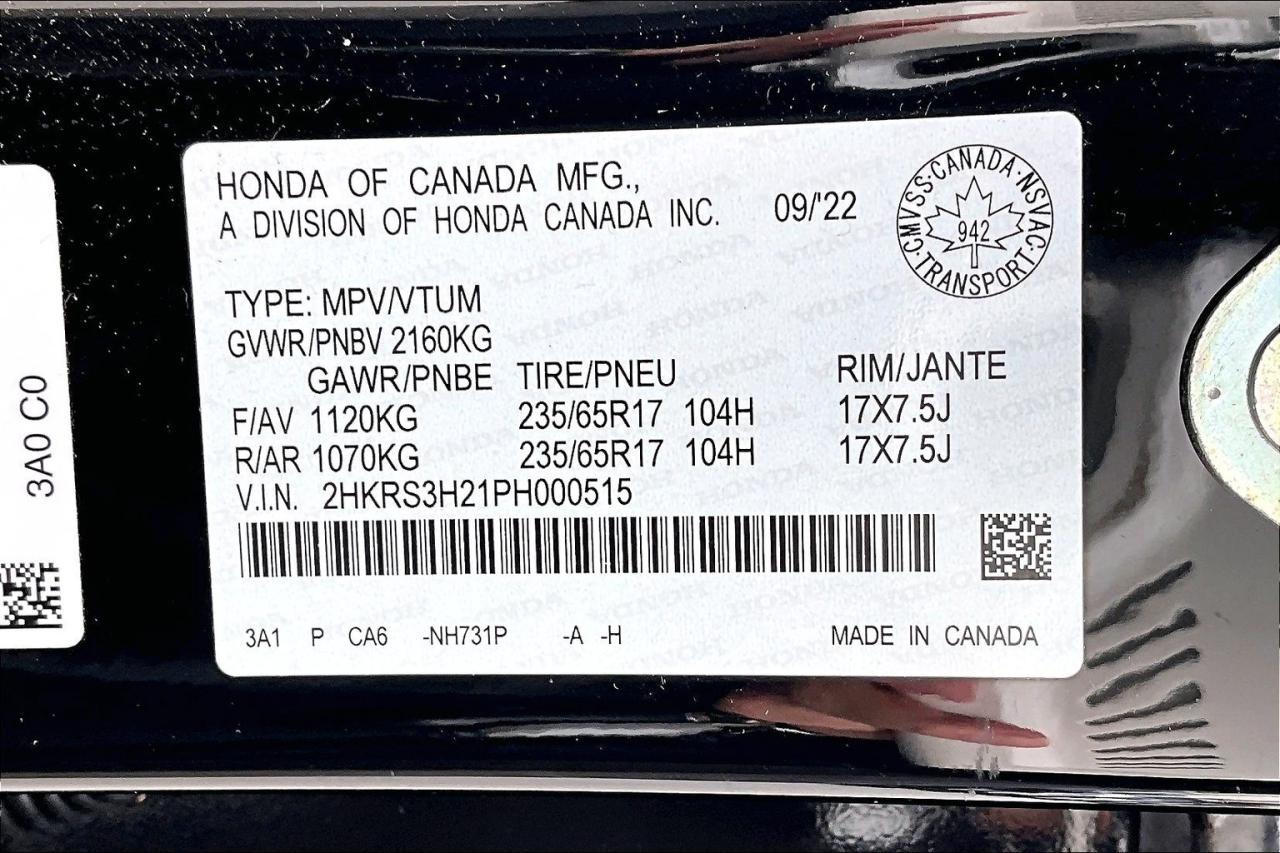 HONDA OF CANADA MFG.,
A DIVISION OF HONDA CANADA INC. 09/'22
CMVSS·CANADA·NSVAC·TRANSPORT·
942
TYPE: MPV/VTUM
GVWR/PNBV 2160KG
GAWR/PNBE TIRE/PNEU RIM/JANTE
F/AV 1120KG 235/65R17 104H 17X7.5J
R/AR 1070KG 235/65R17 104H 17X7.5J
V.I.N. 2HKRS3H21PH000515
3A1 P CA6 -NH731P -A -H MADE IN CANADA
3A0 C0